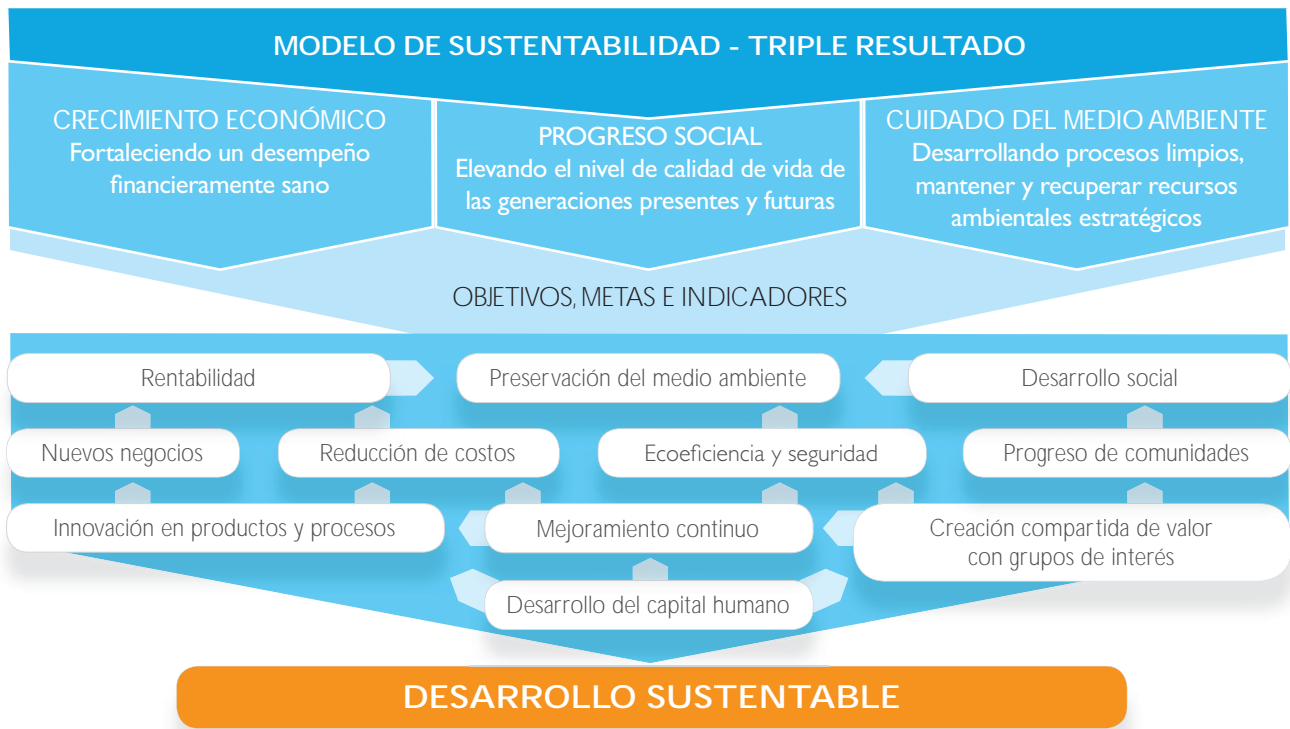 MODELO DE SUSTENTABILIDAD - TRIPLE RESULTADO
CRECIMIENTO ECONÓMICO
Fortaleciendo un desempeño
financieramente sano
PROGRESO SOCIAL
Elevando el nivel de calidad de vida de
las generaciones presentes y futuras
CUIDADO DEL MEDIO AMBIENTE
Desarrollando procesos limpios,
mantener y recuperar recursos
ambientales estratégicos
OBJETIVOS, METAS E INDICADORES
Rentabilidad
Preservación del medio ambiente
Desarrollo social
Nuevos negocios
Reducción de costos
Ecoeficiencia y seguridad
Progreso de comunidades
Innovación en productos y procesos
Mejoramiento continuo
Creación compartida de valor
con grupos de interés
Desarrollo del capital humano
DESARROLLO SUSTENTABLE